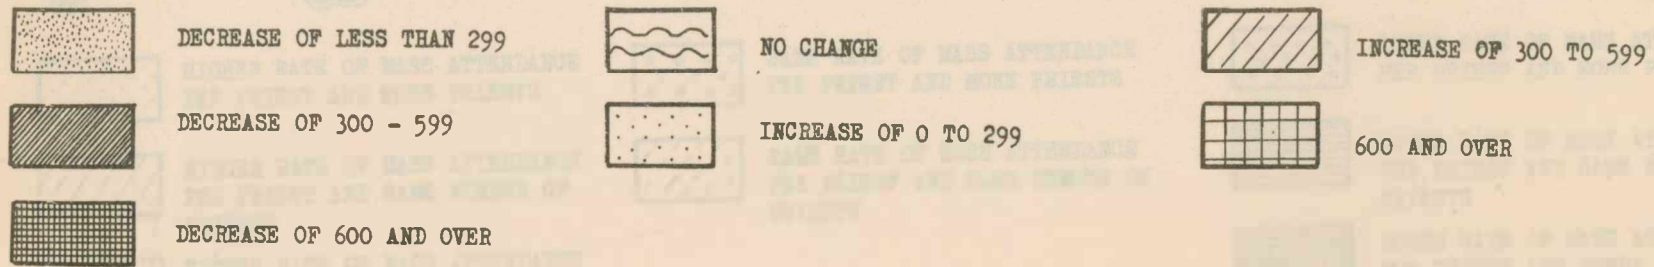 DECREASE OF LESS THAN 299
DECREASE OF 300 - 599
DECREASE OF 600 AND OVER
NO CHANGE
INCREASE OF 0 TO 299
INCREASE OF 300 TO 599
600 AND OVER